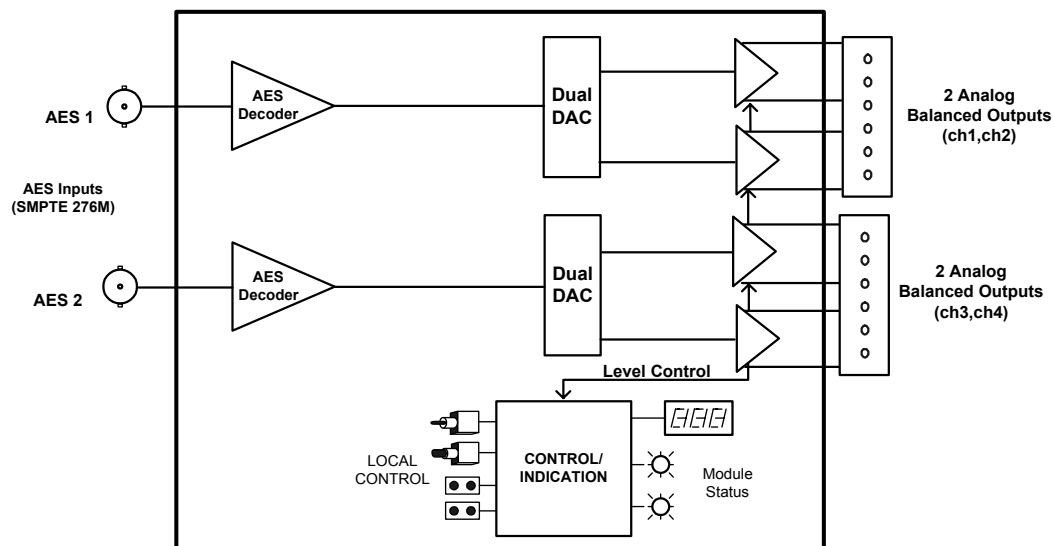 AES 1
AES
Decoder
Dual
DAC
2 Analog
Balanced Outputs
(ch1,ch2)
AES Inputs
(SMPTE 276M)
AES 2
AES
Decoder
Dual
DAC
2 Analog
Balanced Outputs
(ch3,ch4)
Level Control
LOCAL
CONTROL
CONTROL/
INDICATION
Module
Status